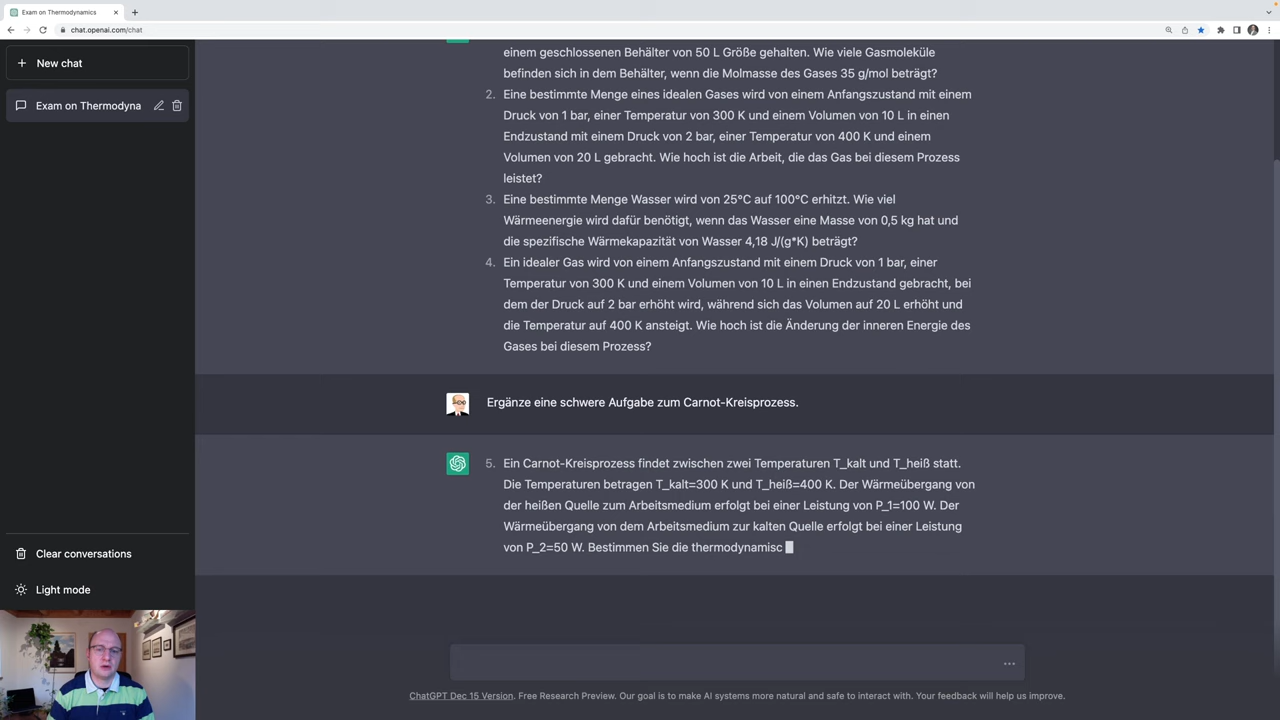 Exam on Thermodynamics
chat.openai.com/chat
New chat
Exam on Thermodyna
einem geschlossenen Behälter von 50 L Größe gehalten. Wie viele Gasmoleküle
befinden sich in dem Behälter, wenn die Molmasse des Gases 35 g/mol beträgt?
2. Eine bestimmte Menge eines idealen Gases wird von einem Anfangszustand mit einem
Druck von 1 bar, einer Temperatur von 300 K und einem Volumen von 10 L in einen
Endzustand mit einem Druck von 2 bar, einer Temperatur von 400 K und einem
Volumen von 20 L gebracht. Wie hoch ist die Arbeit, die das Gas bei diesem Prozess
leistet?
3. Eine bestimmte Menge Wasser wird von 25°C auf 100°C erhitzt. Wie viel
Wärmeenergie wird dafür benötigt, wenn das Wasser eine Masse von 0,5 kg hat und
die spezifische Wärmekapazität von Wasser 4,18 J/(g*K) beträgt?
4. Ein idealer Gas wird von einem Anfangszustand mit einem Druck von 1 bar, einer
Temperatur von 300 K und einem Volumen von 10 L in einen Endzustand gebracht, bei
dem der Druck auf 2 bar erhöht wird, während sich das Volumen auf 20 L erhöht und
die Temperatur auf 400 K ansteigt. Wie hoch ist die Änderung der inneren Energie des
Gases bei diesem Prozess?
Ergänze eine schwere Aufgabe zum Carnot-Kreisprozess.
5. Ein Carnot-Kreisprozess findet zwischen zwei Temperaturen T_kalt und T_heiß statt.
Die Temperaturen betragen T_kalt=300 K und T_heiß=400 K. Der Wärmeübergang von
der heißen Quelle zum Arbeitsmedium erfolgt bei einer Leistung von P_1=100 W. Der
Wärmeübergang von dem Arbeitsmedium zur kalten Quelle erfolgt bei einer Leistung
von P_2=50 W. Bestimmen Sie die thermodynamisc
Clear conversations
Light mode
ChatGPT Dec 15 Version. Free Research Preview. Our goal is to make AI systems more natural and safe to interact with. Your feedback will help us improve.